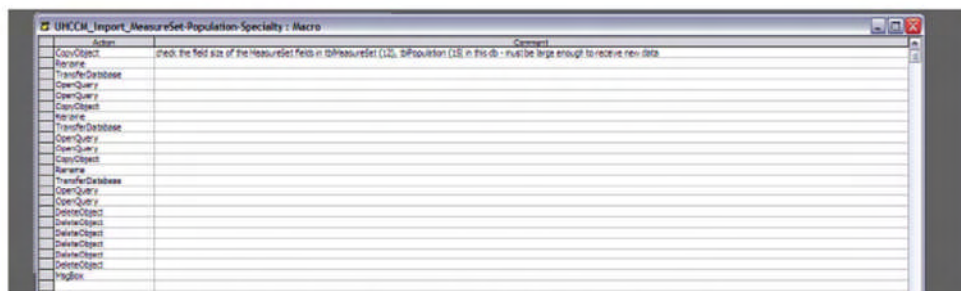 UHCCM_Import_MeasureSet-Population-Specialty : Macro
Action Comment
CopyObject check the field size of the MeasureSet fields in tblMeasureSet (12), tblPopulation (15) in this db - must be large enough to receive new data
Rename
TransferDatabase
OpenQuery
OpenQuery
CopyObject
Rename
TransferDatabase
OpenQuery
OpenQuery
CopyObject
Rename
TransferDatabase
OpenQuery
OpenQuery
DeleteObject
DeleteObject
DeleteObject
DeleteObject
DeleteObject
DeleteObject
MsgBox